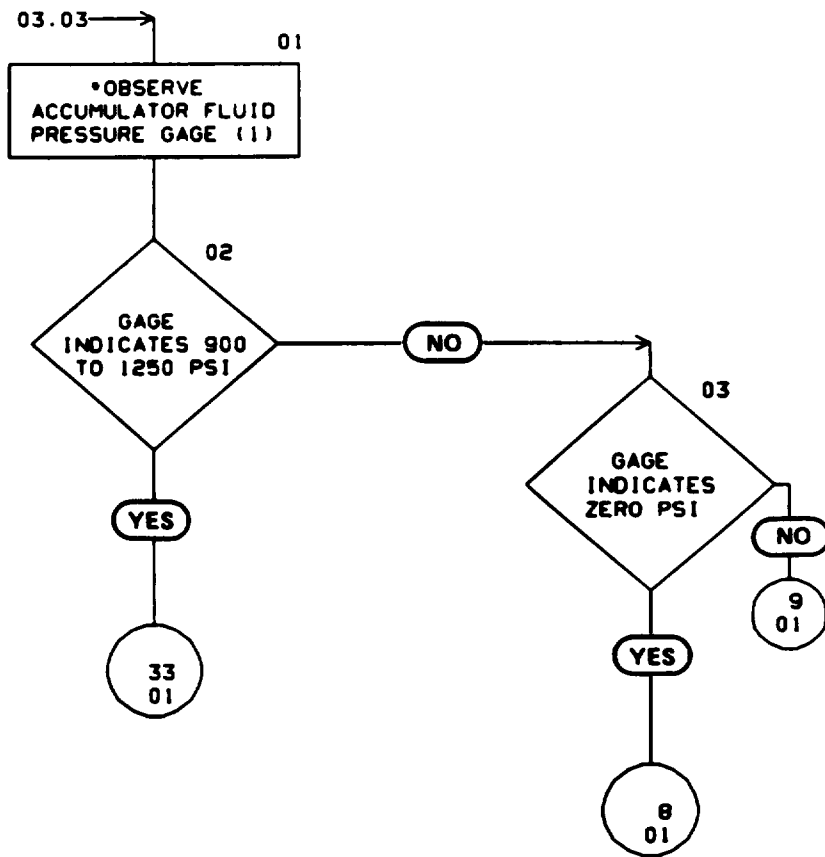 03.03
01
*OBSERVE
ACCUMULATOR FLUID
PRESSURE GAGE (1)
02
GAGE
INDICATES 900
TO 1250 PSI
NO
03
GAGE
INDICATES
ZERO PSI
YES
NO
9
01
33
01
YES
8
01